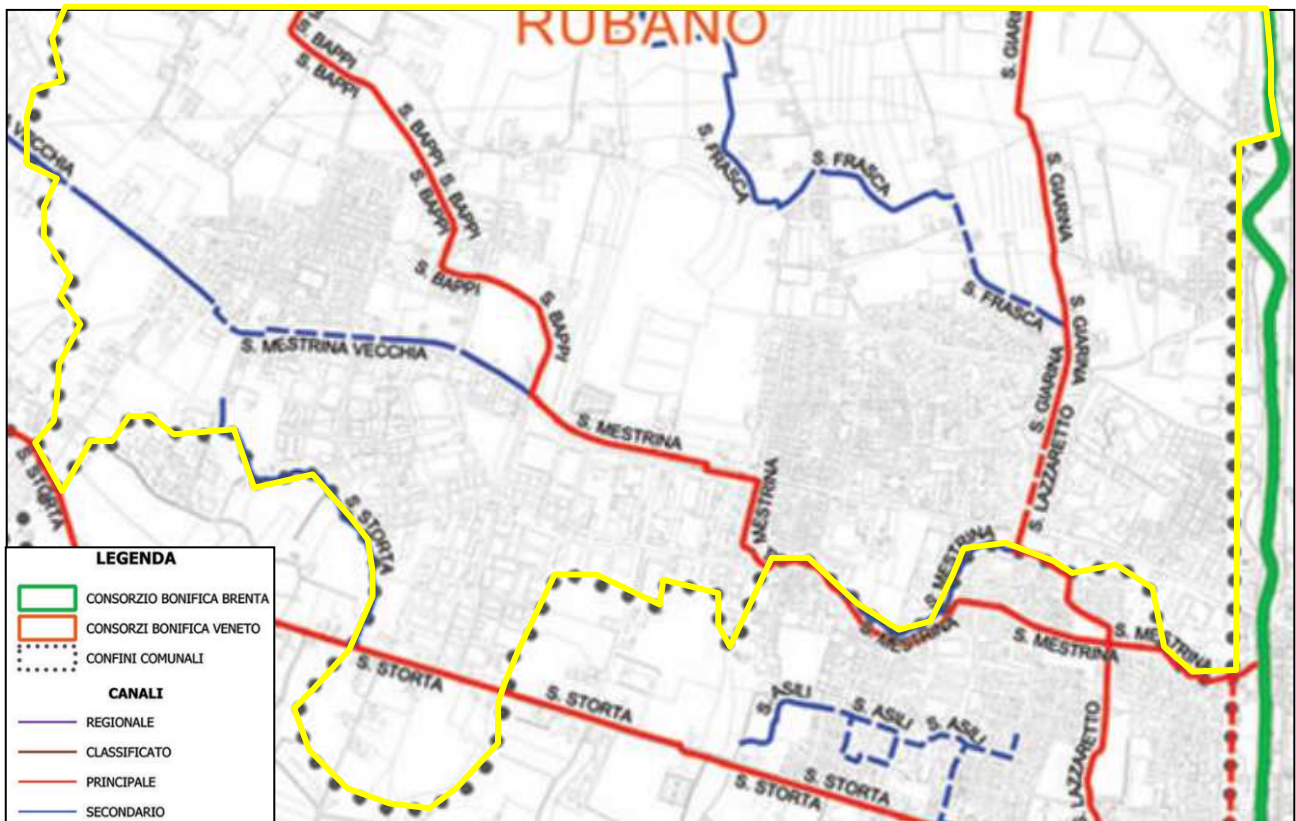 RUBANO
S. BAPPI
S. BAPPI
S. GIARINA
VECCHIA
S. BAPPI
S. BAPPI
S. BAPPI
S. BAPPI
S. FRASCA
S. FRASCA
S. GIARINA
S. BAPPI
S. BAPPI
S. FRASCA
S. GIARINA
S. MESTRINA VECCHIA
S. GIARINA
S. MESTRINA
S. LAZZARETTO
S. STORTA
MESTRINA
S. STORTA
S. MESTRINA
S. MESTRINA
S. MESTRINA
S. MESTRINA
S. STORTA
S. STORTA
S. ASILI
S. ASILI
S. ASILI
S. LAZZARETTO
S. STORTA
S. STORTA
LEGENDA
CONSORZIO BONIFICA BRENTA
CONSORZI BONIFICA VENETO
CONFINI COMUNALI
CANALI
REGIONALE
CLASSIFICATO
PRINCIPALE
SECONDARIO